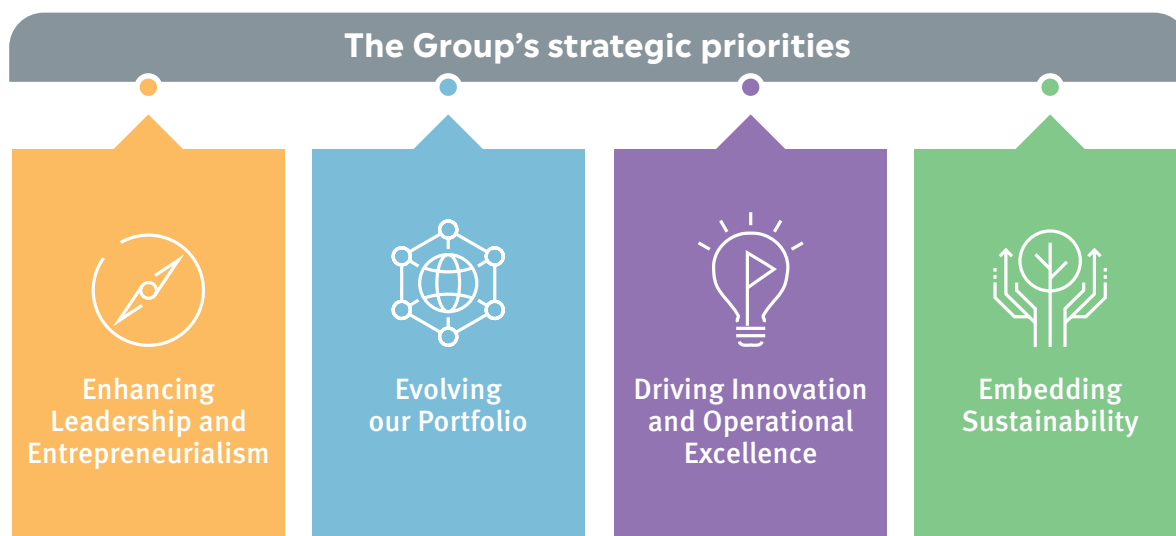 The Group’s strategic priorities
Enhancing
Leadership and
Entrepreneurialism
Evolving
our Portfolio
Driving Innovation
and Operational
Excellence
Embedding
Sustainability